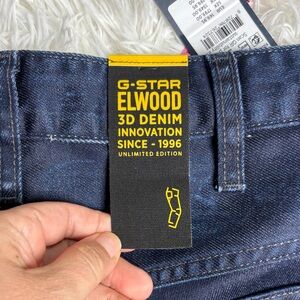 G-STAR
ELWOOD
3D DENIM
INNOVATION
SINCE - 1996
UNLIMITED EDITION